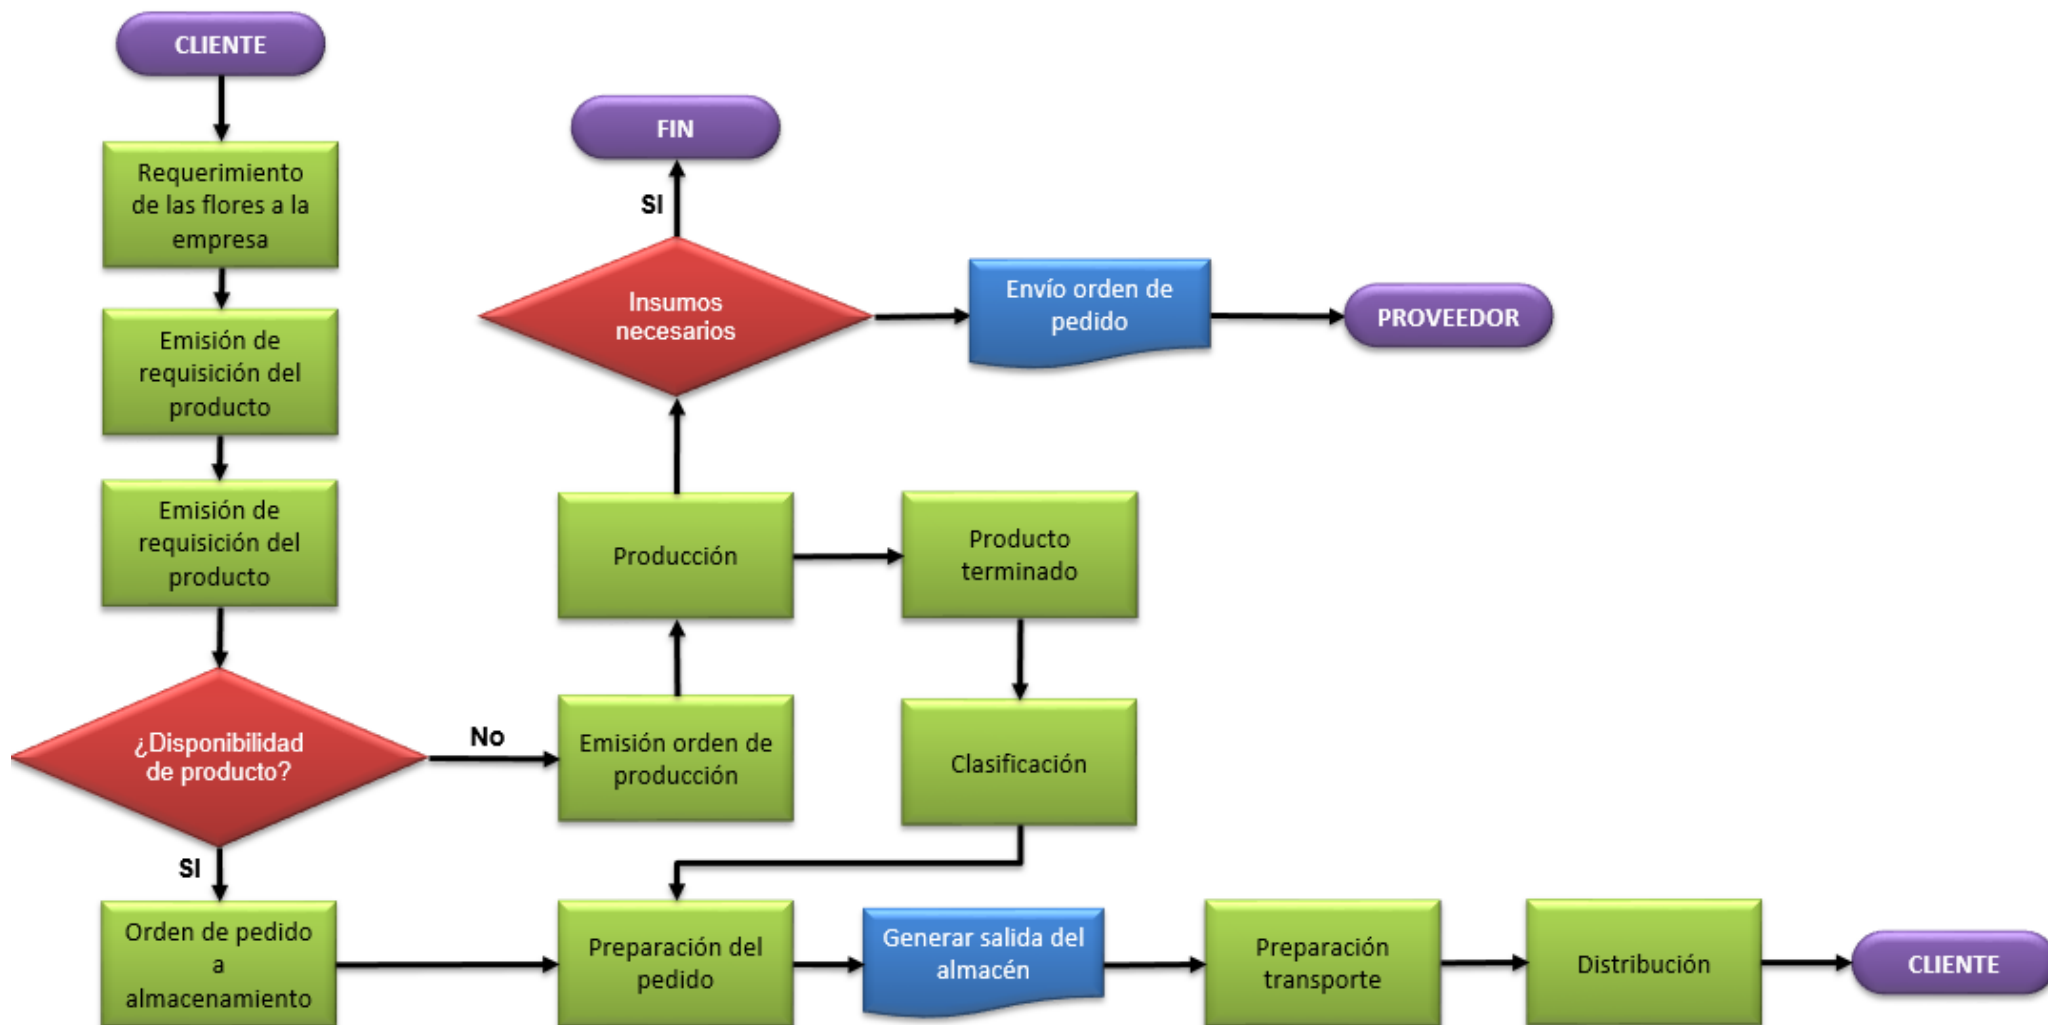 CLIENTE
Requerimiento
de las flores a la
empresa
Emisión de
requisición del
producto
Emisión de
requisición del
producto
¿Disponibilidad
de producto?
No
SI
Orden de pedido
a
almacenamiento
FIN
SI
Insumos
necesarios
Envío orden de
pedido
PROVEEDOR
Producción
Producto
terminado
Emisión orden de
producción
Clasificación
Preparación del
pedido
Generar salida del
almacén
Preparación
transporte
Distribución
CLIENTE